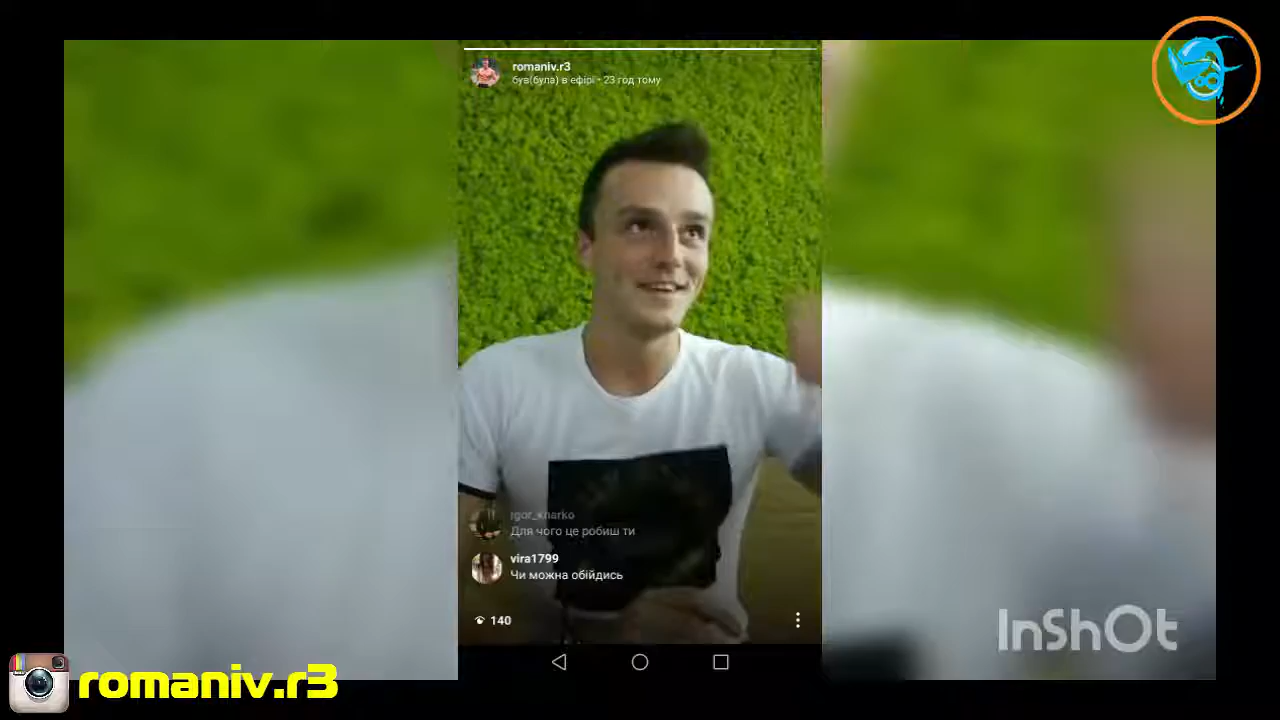 romaniv.r3
був(була) в ефірі • 23 год тому
igor_knarko
Для чого це робиш ти
vira1799
Чи можна обійдись
140
InShOt
romaniv.r3